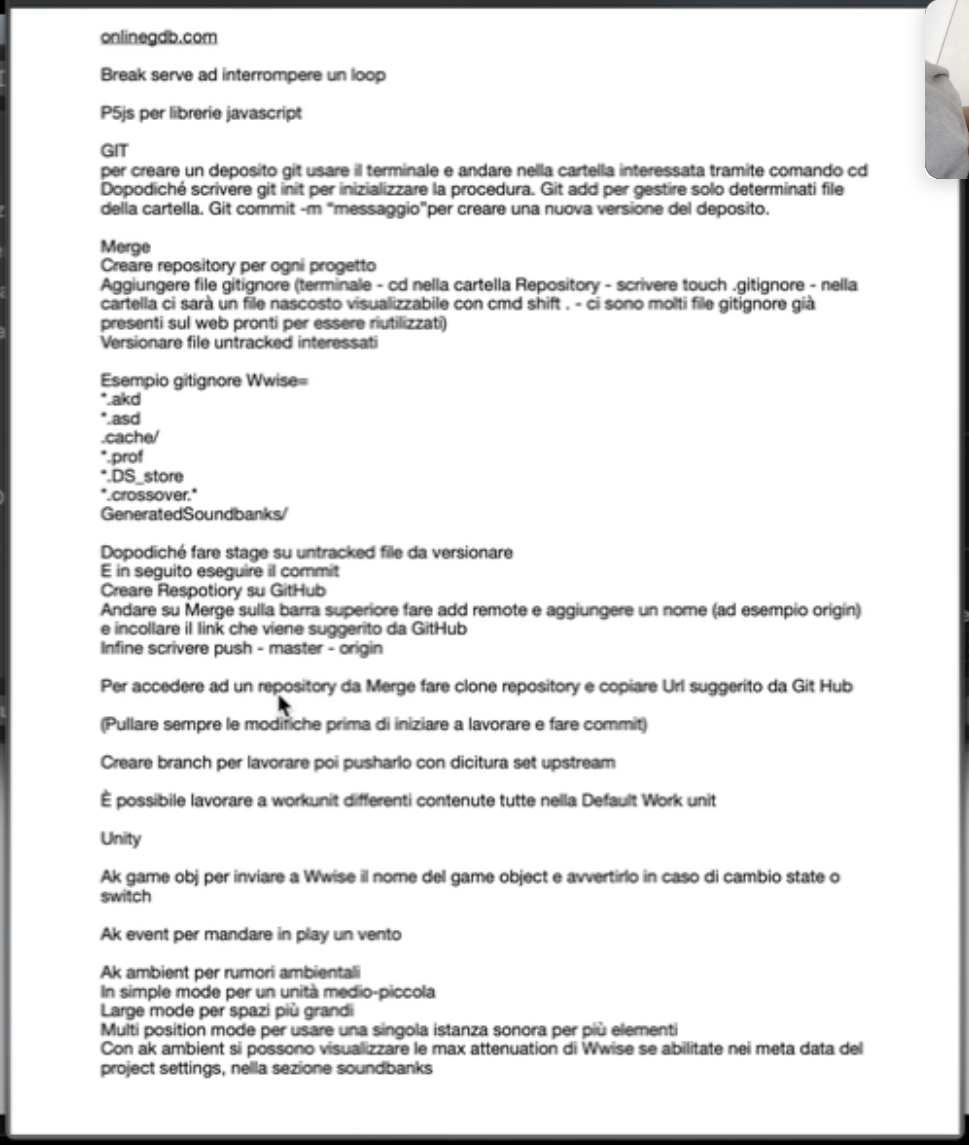 onlinegdb.com
Break serve ad interrompere un loop
P5js per librerie javascript
GIT
per creare un deposito git usare il terminale e andare nella cartella interessata tramite comando cd
Dopodiché scrivere git init per inizializzare la procedura. Git add per gestire solo determinati file
della cartella. Git commit -m “messaggio”per creare una nuova versione del deposito.
Merge
Creare repository per ogni progetto
Aggiungere file gitignore (terminale - cd nella cartella Repository - scrivere touch .gitignore - nella
cartella ci sarà un file nascosto visualizzabile con cmd shift . - ci sono molti file gitignore già
presenti sul web pronti per essere riutilizzati)
Versionare file untracked interessati
Esempio gitignore Wwise=
*.akd
*.asd
.cache/
*.prof
*.DS_store
*.crossover.*
GeneratedSoundbanks/
Dopodiché fare stage su untracked file da versionare
E in seguito eseguire il commit
Creare Respotiory su GitHub
Andare su Merge sulla barra superiore fare add remote e aggiungere un nome (ad esempio origin)
e incollare il link che viene suggerito da GitHub
Infine scrivere push - master - origin
Per accedere ad un repository da Merge fare clone repository e copiare Url suggerito da Git Hub
(Pullare sempre le modifiche prima di iniziare a lavorare e fare commit)
Creare branch per lavorare poi pusharlo con dicitura set upstream
È possibile lavorare a workunit differenti contenute tutte nella Default Work unit
Unity
Ak game obj per inviare a Wwise il nome del game object e avvertirlo in caso di cambio state o
switch
Ak event per mandare in play un vento
Ak ambient per rumori ambientali
In simple mode per un unità medio-piccola
Large mode per spazi più grandi
Multi position mode per usare una singola istanza sonora per più elementi
Con ak ambient si possono visualizzare le max attenuation di Wwise se abilitate nei meta data del
project settings, nella sezione soundbanks